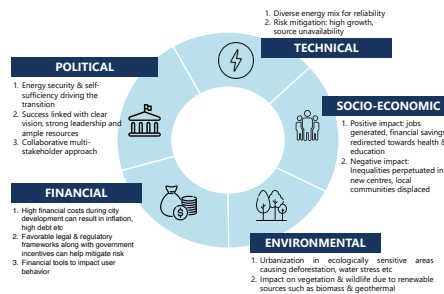 1. Diverse energy mix for reliability
2. Risk mitigation: high growth,
source unavailability
TECHNICAL
POLITICAL
1. Energy security & self-
sufficiency driving the
transition
2. Success linked with clear
vision, strong leadership and
ample resources
3. Collaborative multi-
stakeholder approach
SOCIO-ECONOMIC
1. Positive impact: jobs
generated, financial savings
redirected towards health &
education
2. Negative impact:
Inequalities perpetuated in
new centres, local
communities displaced
FINANCIAL
1. High financial costs during city
development can result in inflation,
high debt etc
2. Favorable legal & regulatory
frameworks along with government
incentives can help mitigate risk
3. Financial tools to impact user
behavior
ENVIRONMENTAL
1. Urbanization in ecologically sensitive areas
causing deforestation, water stress etc
2. Impact on vegetation & wildlife due to renewable
sources such as biomass & geothermal